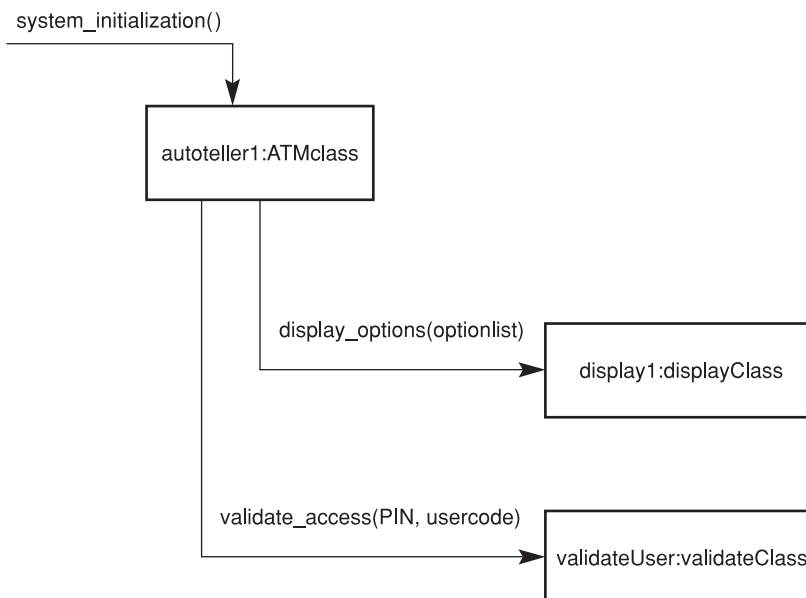 system_initialization()
autoteller1:ATMclass
display_options(optionlist)
display1:displayClass
validate_access(PIN, usercode)
validateUser:validateClass